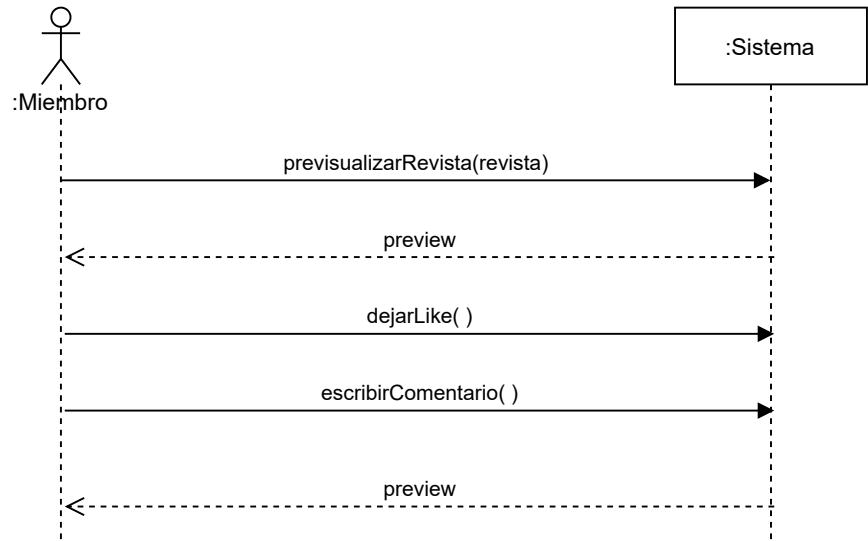 :Miembro
:Sistema
previsualizarRevista(revista)
preview
dejarLike( )
escribirComentario( )
preview